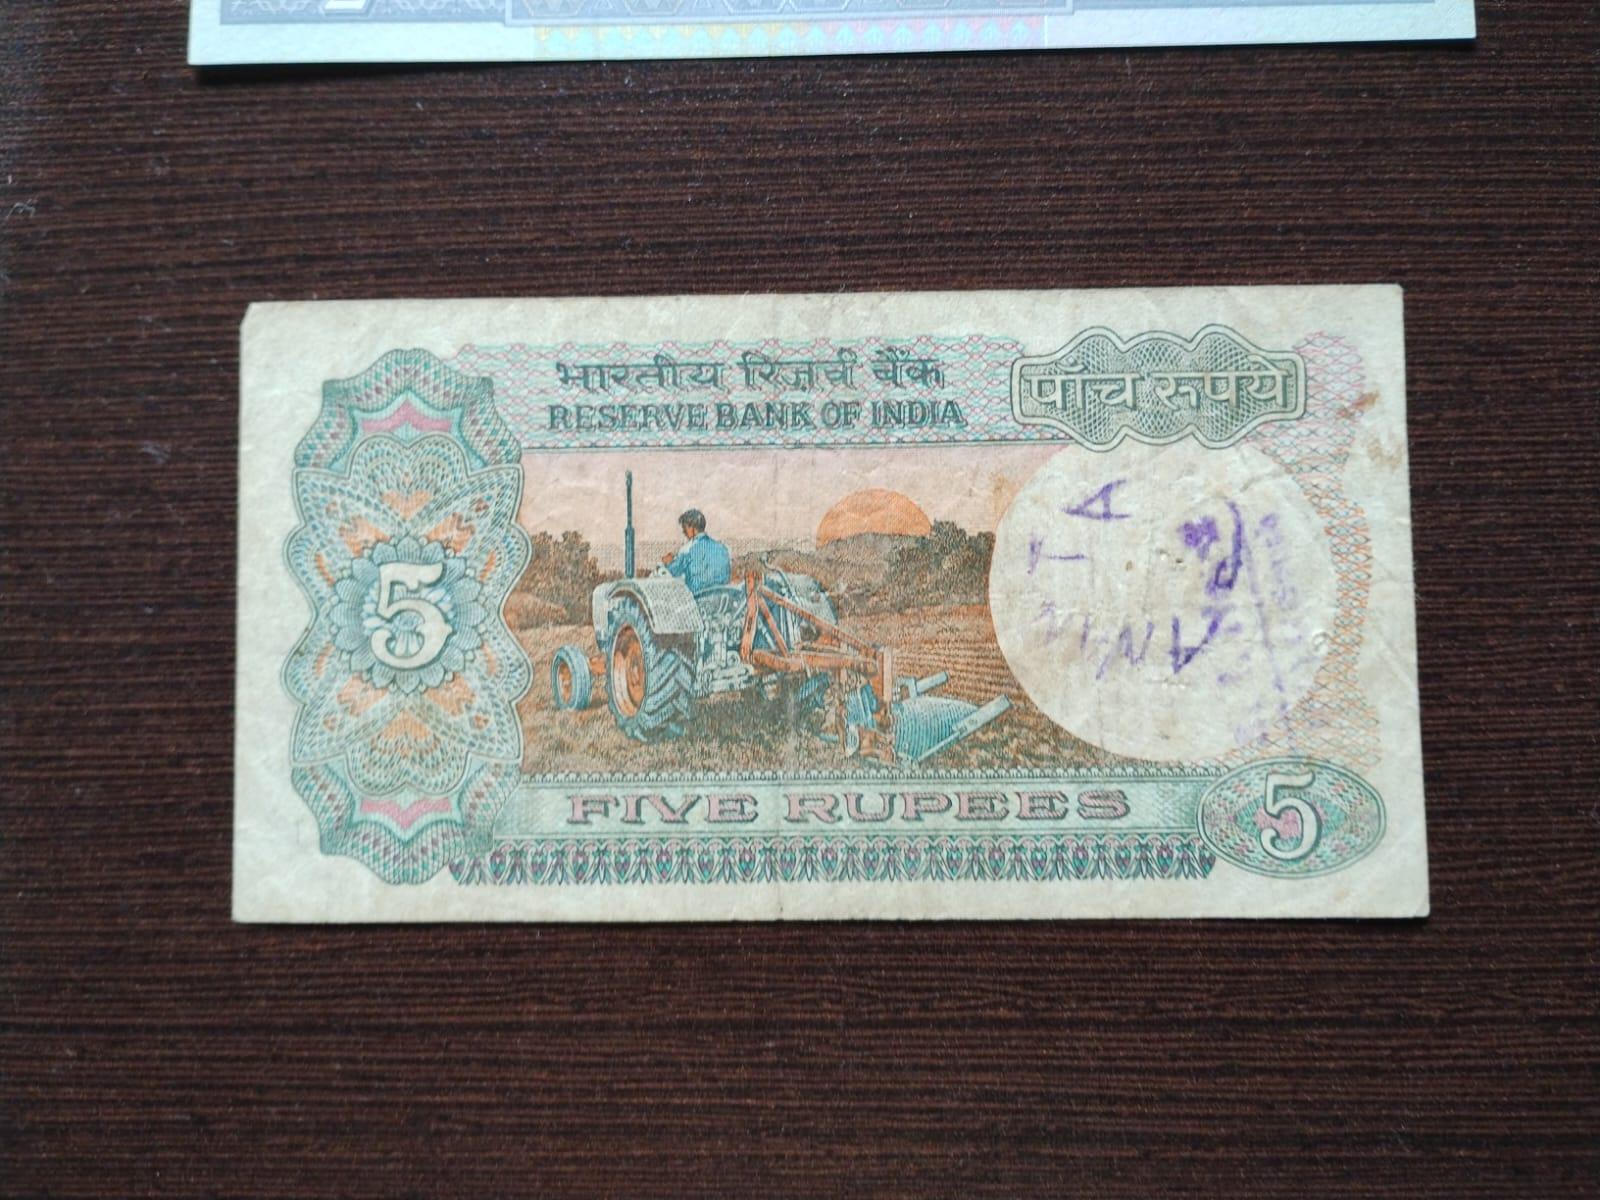 भारतीय रिज़र्व बैंक
RESERVE BANK OF INDIA
पाँच रुपये
5
FIVE RUPEES
5